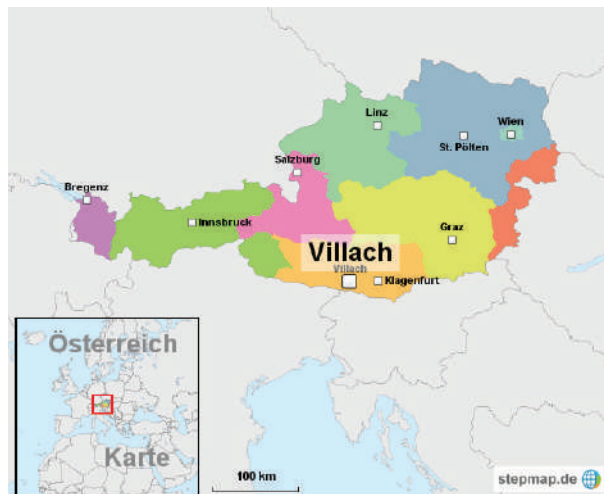 Linz
Wien
St. Pölten
Salzburg
Bregenz
Innsbruck
Graz
Villach
Villach
Klagenfurt
Österreich
Karte
100 km
stepmap.de